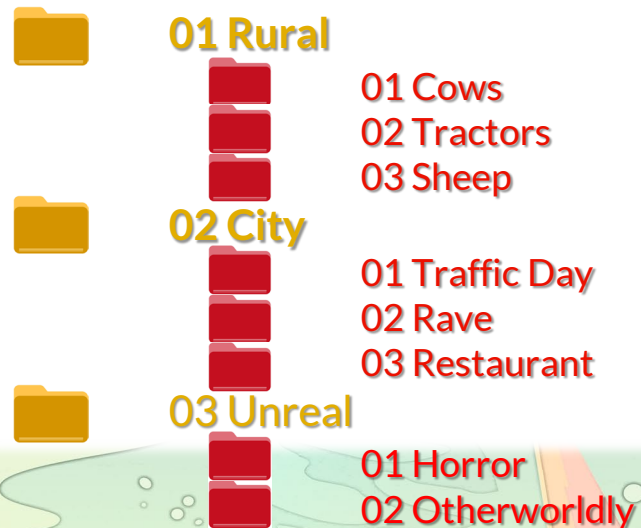 01 Rural
01 Cows
02 Tractors
03 Sheep
02 City
01 Traffic Day
02 Rave
03 Restaurant
03 Unreal
01 Horror
02 Otherworldly